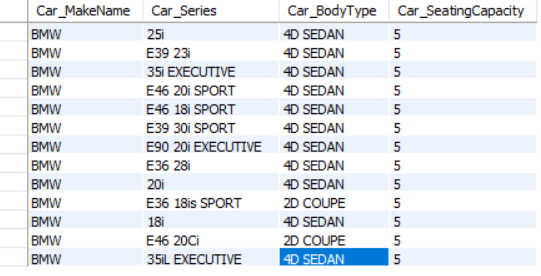 Car_MakeName Car_Series Car_BodyType Car_SeatingCapacity
BMW 25i 4D SEDAN 5
BMW E39 23i 4D SEDAN 5
BMW 35i EXECUTIVE 4D SEDAN 5
BMW E46 20i SPORT 4D SEDAN 5
BMW E46 18i SPORT 4D SEDAN 5
BMW E39 30i SPORT 4D SEDAN 5
BMW E90 20i EXECUTIVE 4D SEDAN 5
BMW E36 28i 4D SEDAN 5
BMW 20i 4D SEDAN 5
BMW E36 18is SPORT 2D COUPE 5
BMW 18i 4D SEDAN 5
BMW E46 20Ci 2D COUPE 5
BMW 35iL EXECUTIVE 4D SEDAN 5